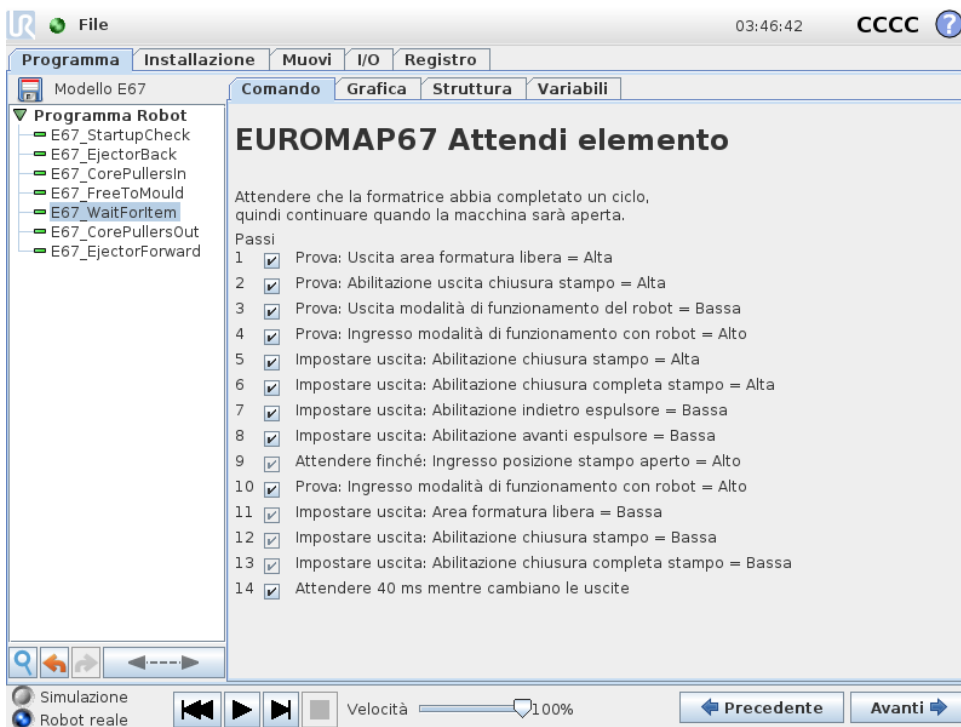 UR File 03:46:42 CCCC ?
Programma Installazione Muovi I/O Registro
Modello E67 Comando Grafica Struttura Variabili
Programma Robot
E67_StartupCheck
E67_EjectorBack
E67_CorePullersIn
E67_FreeToMould
E67_WaitForItem
E67_CorePullersOut
E67_EjectorForward
EUROMAP67 Attendi elemento
Attendere che la formatrice abbia completato un ciclo,
quindi continuare quando la macchina sarà aperta.
Passi
1 Prova: Uscita area formatura libera = Alta
2 Prova: Abilitazione uscita chiusura stampo = Alta
3 Prova: Uscita modalità di funzionamento del robot = Bassa
4 Prova: Ingresso modalità di funzionamento con robot = Alto
5 Impostare uscita: Abilitazione chiusura stampo = Alta
6 Impostare uscita: Abilitazione chiusura completa stampo = Alta
7 Impostare uscita: Abilitazione indietro espulsore = Bassa
8 Impostare uscita: Abilitazione avanti espulsore = Bassa
9 Attendere finché: Ingresso posizione stampo aperto = Alto
10 Prova: Ingresso modalità di funzionamento con robot = Alto
11 Impostare uscita: Area formatura libera = Bassa
12 Impostare uscita: Abilitazione chiusura stampo = Bassa
13 Impostare uscita: Abilitazione chiusura completa stampo = Bassa
14 Attendere 40 ms mentre cambiano le uscite
Simulazione
Robot reale
Velocità 100% Precedente Avanti